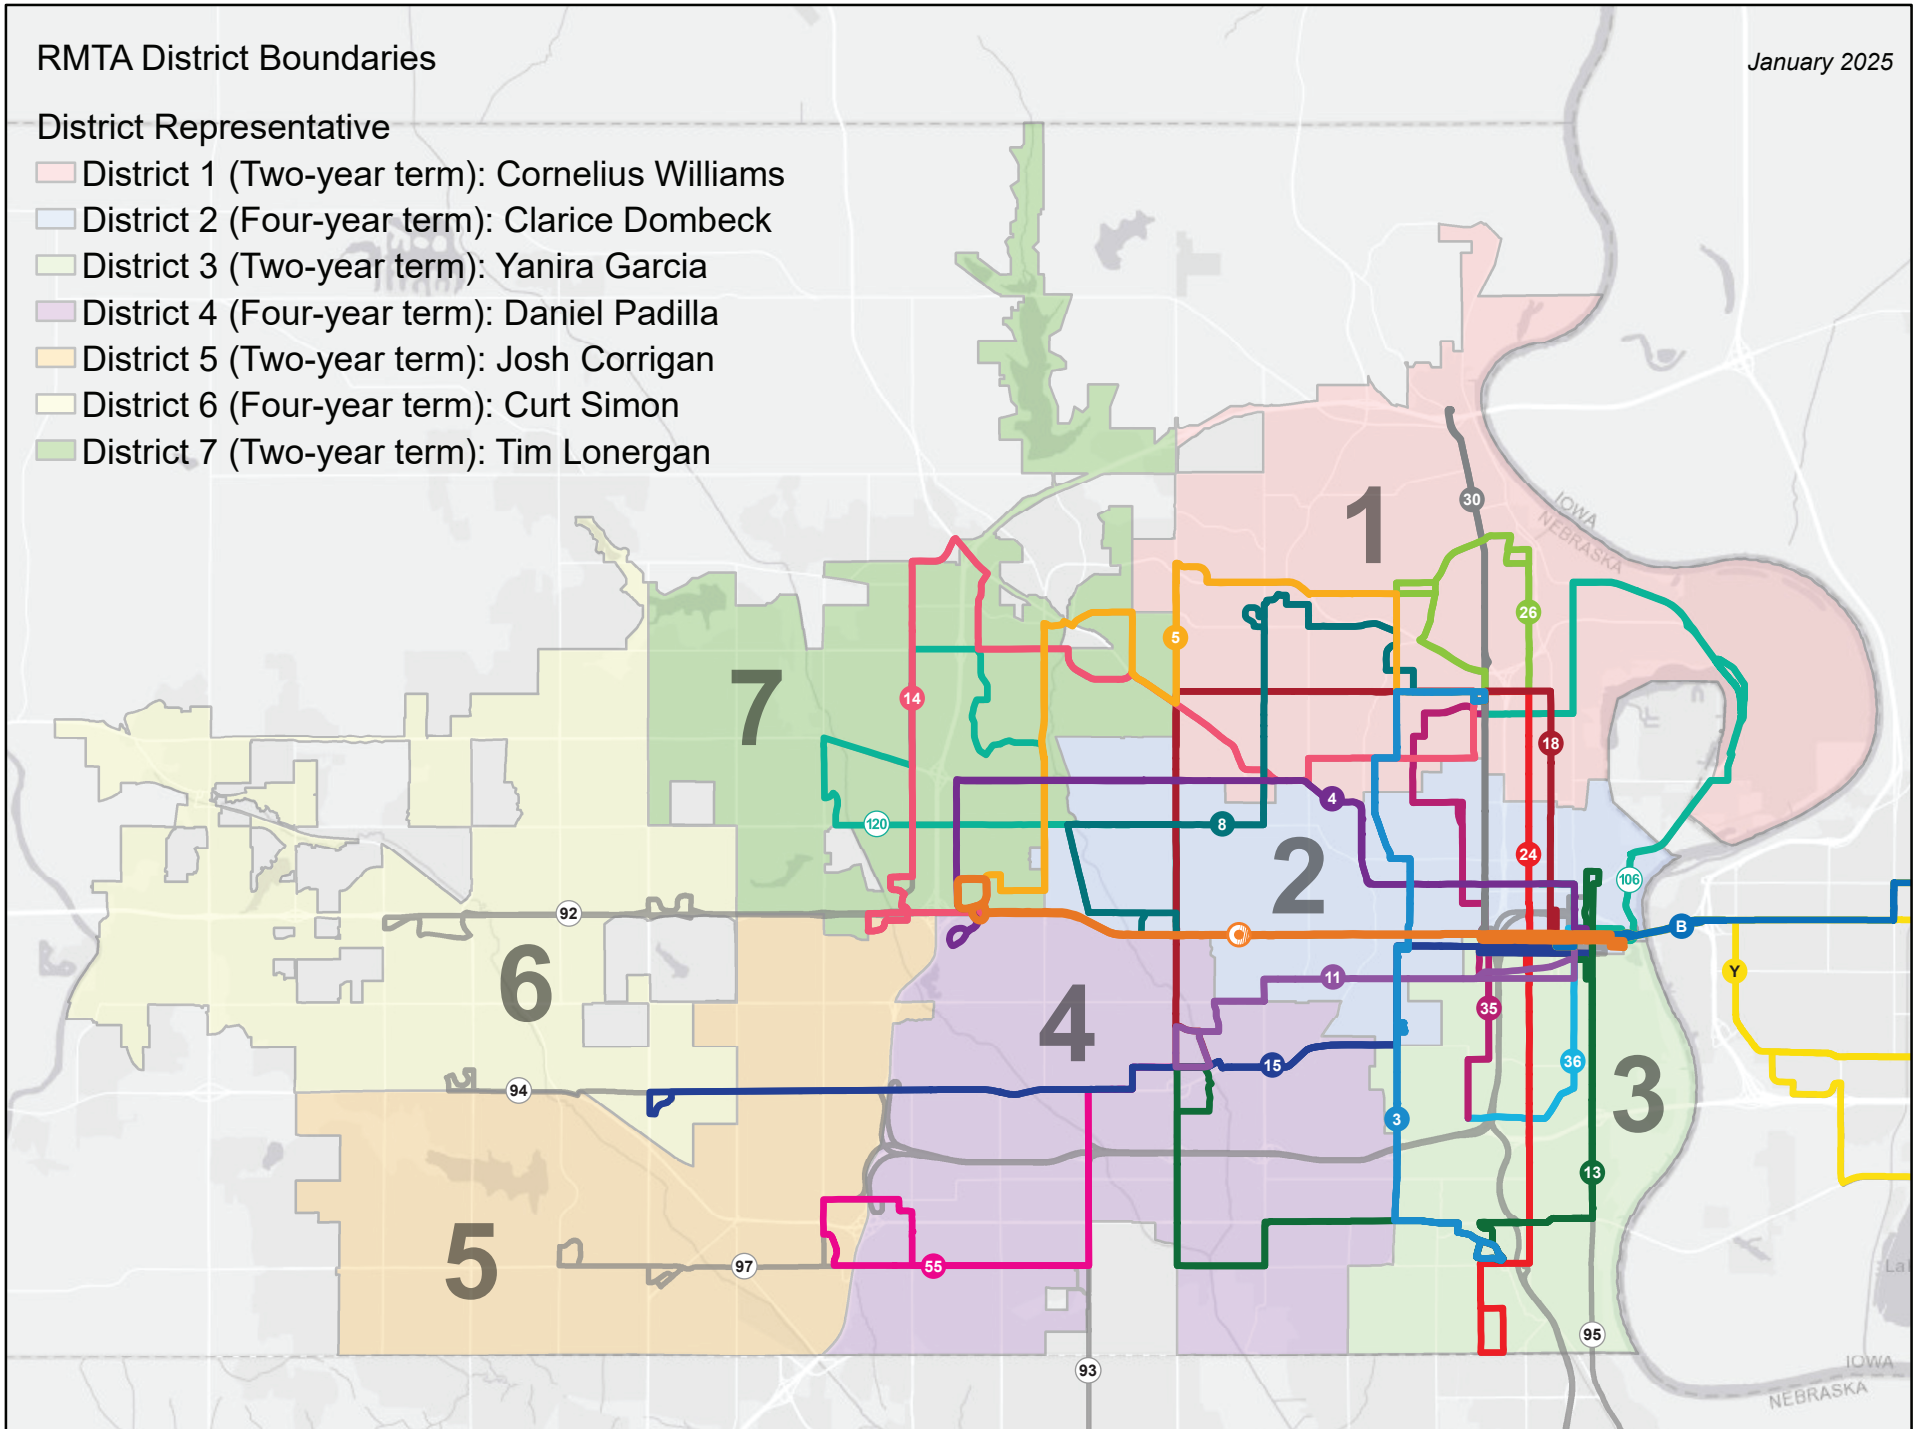 RMTA District Boundaries
January 2025
District Representative
District 1 (Two-year term): Cornelius Williams
District 2 (Four-year term): Clarice Dombeck
District 3 (Two-year term): Yanira Garcia
District 4 (Four-year term): Daniel Padilla
District 5 (Two-year term): Josh Corrigan
District 6 (Four-year term): Curt Simon
District 7 (Two-year term): Tim Lonergan
1
30
IOWA
NEBRASKA
26
5
7
14
18
4
120
8
2
24
106
92
B
6
11
Y
4
35
15
36
94
3
3
13
5
97
55
95
93
IOWA
NEBRASKA